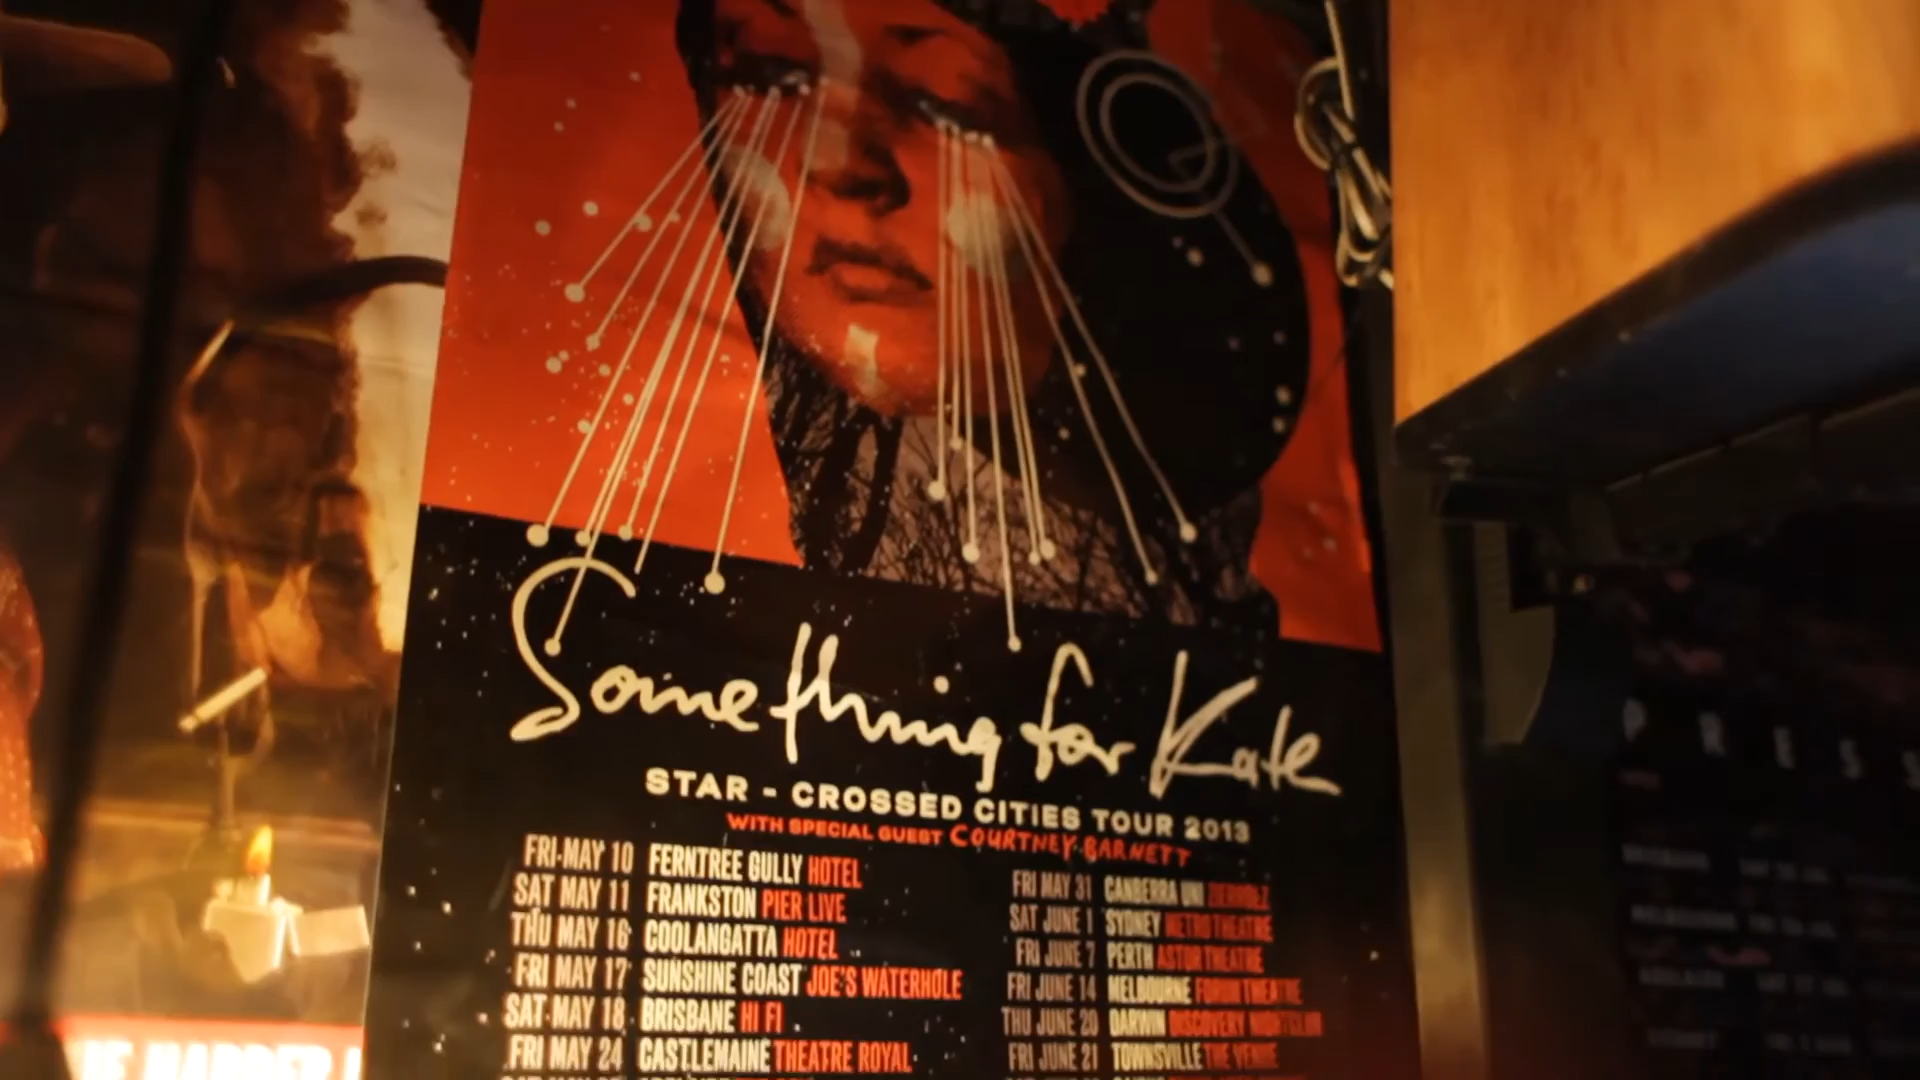 Something for Kate
STAR - CROSSED CITIES TOUR 2013
WITH SPECIAL GUEST COURTNEY BARNETT
FRI MAY 10 FERNTREE GULLY HOTEL
SAT MAY 11 FRANKSTON PIER LIVE
THU MAY 16 COOLANGATTA HOTEL
FRI MAY 17 SUNSHINE COAST JOE'S WATERHOLE
SAT MAY 18 BRISBANE HI FI
FRI MAY 24 CASTLEMAINE THEATRE ROYAL
FRI MAY 31 CANBERRA UNI
SAT JUNE 1 SYDNEY METRO THEATRE
FRI JUNE 7 PERTH ASTOR THEATRE
FRI JUNE 14 MELBOURNE FORUM THEATRE
THU JUNE 20 DARWIN DISCOVERY NIGHTCLUB
FRI JUNE 21 TOWNSVILLE THE VENUE
P R E S S